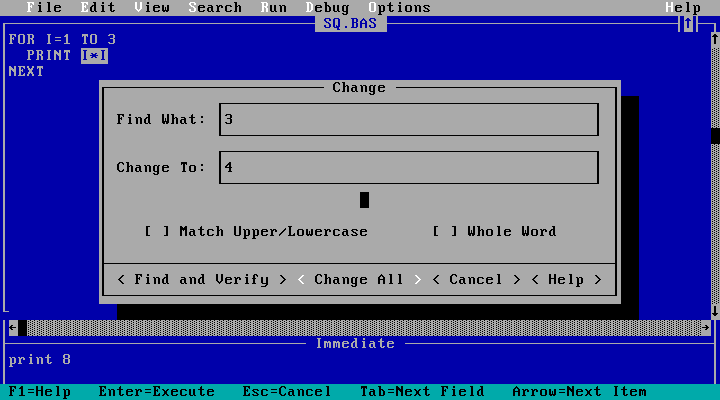 File Edit View Search Run Debug Options Help
SQ.BAS
FOR I=1 TO 3
PRINT I*I
NEXT
Change
Find What: 3
Change To: 4
[ ] Match Upper/Lowercase [ ] Whole Word
< Find and Verify > < Change All > < Cancel > < Help >
Immediate
print 8
F1=Help Enter=Execute Esc=Cancel Tab=Next Field Arrow=Next Item